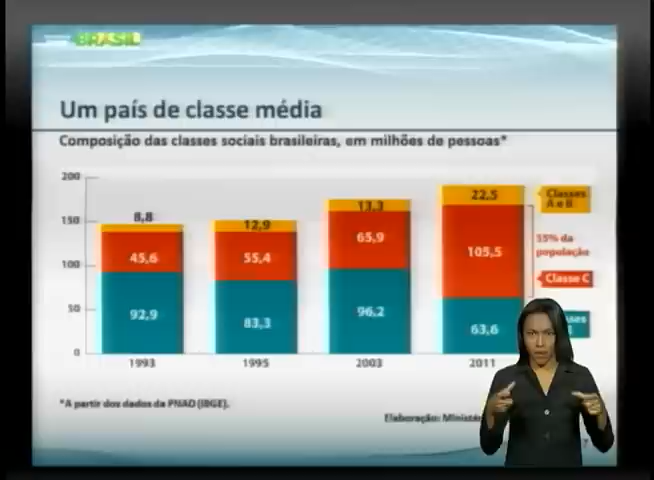 BRASIL
Um país de classe média
Composição das classes sociais brasileiras, em milhões de pessoas*
200
150
100
50
0
8,8
45,6
92,9
12,9
55,4
83,3
13,3
65,9
96,2
22,5
105,5
63,6
Classes
A e B
55% da
população
Classe C
1993
1995
2003
2011
*A partir dos dados da PNAD (IBGE).
Elaboração:
7